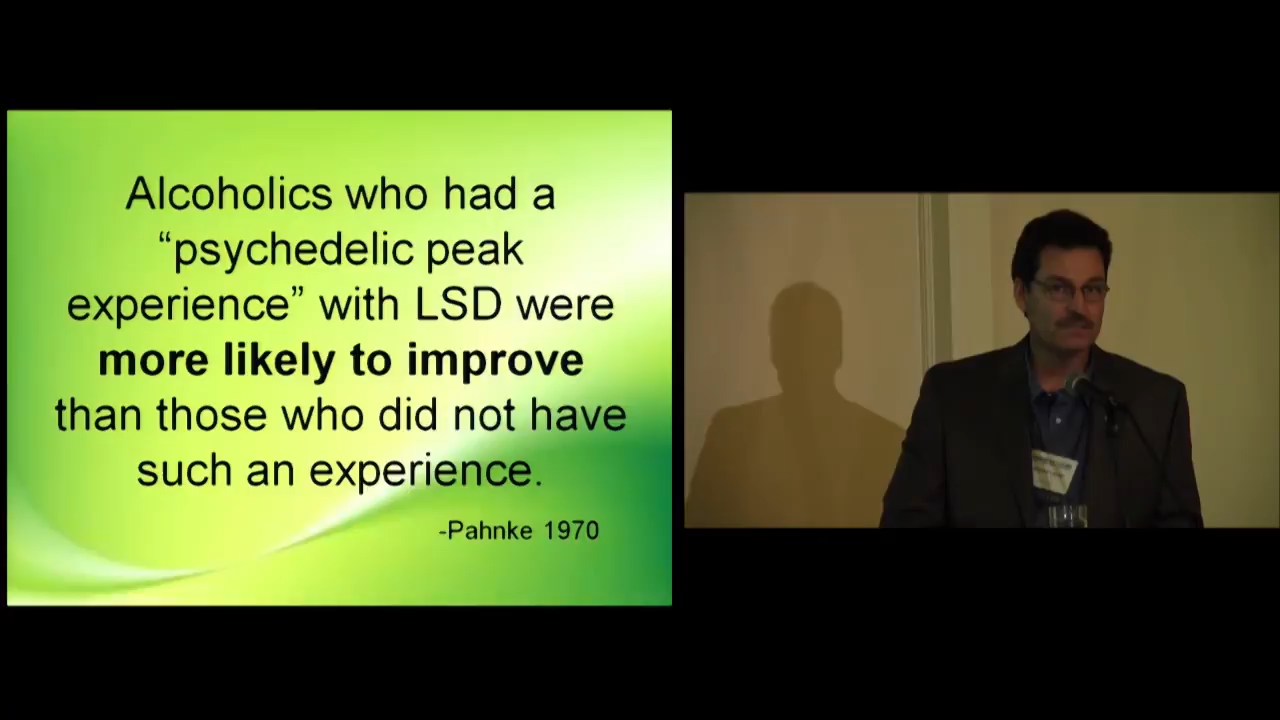 Alcoholics who had a
“psychedelic peak
experience” with LSD were
more likely to improve
than those who did not have
such an experience.
-Pahnke 1970